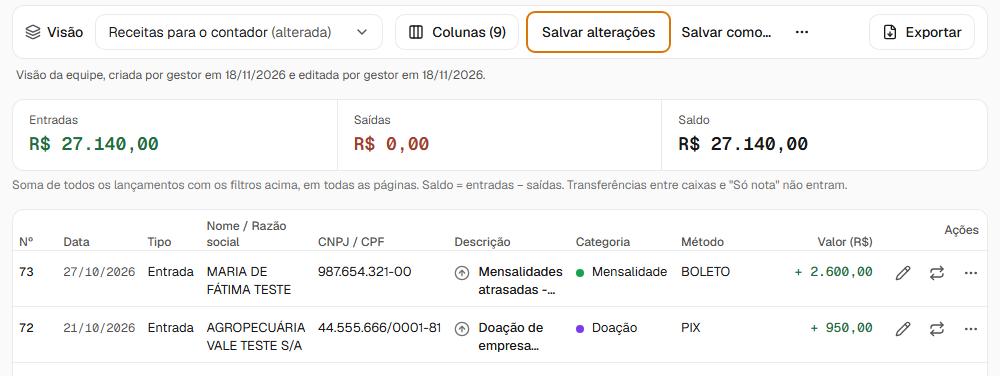 Visão
Receitas para o contador (alterada)
Colunas (9)
Salvar alterações
Salvar como...
Exportar
Visão da equipe, criada por gestor em 18/11/2026 e editada por gestor em 18/11/2026.
Entradas
R$ 27.140,00
Saídas
R$ 0,00
Saldo
R$ 27.140,00
Soma de todos os lançamentos com os filtros acima, em todas as páginas. Saldo = entradas – saídas. Transferências entre caixas e "Só nota" não entram.
Nº
Data
Tipo
Nome / Razão
social
CNPJ / CPF
Descrição
Categoria
Método
Valor (R$)
Ações
73
27/10/2026
Entrada
MARIA DE
FÁTIMA TESTE
987.654.321-00
Mensalidades
atrasadas -...
Mensalidade
BOLETO
+ 2.600,00
72
21/10/2026
Entrada
AGROPECUÁRIA
VALE TESTE S/A
44.555.666/0001-81
Doação de
empresa...
Doação
PIX
+ 950,00